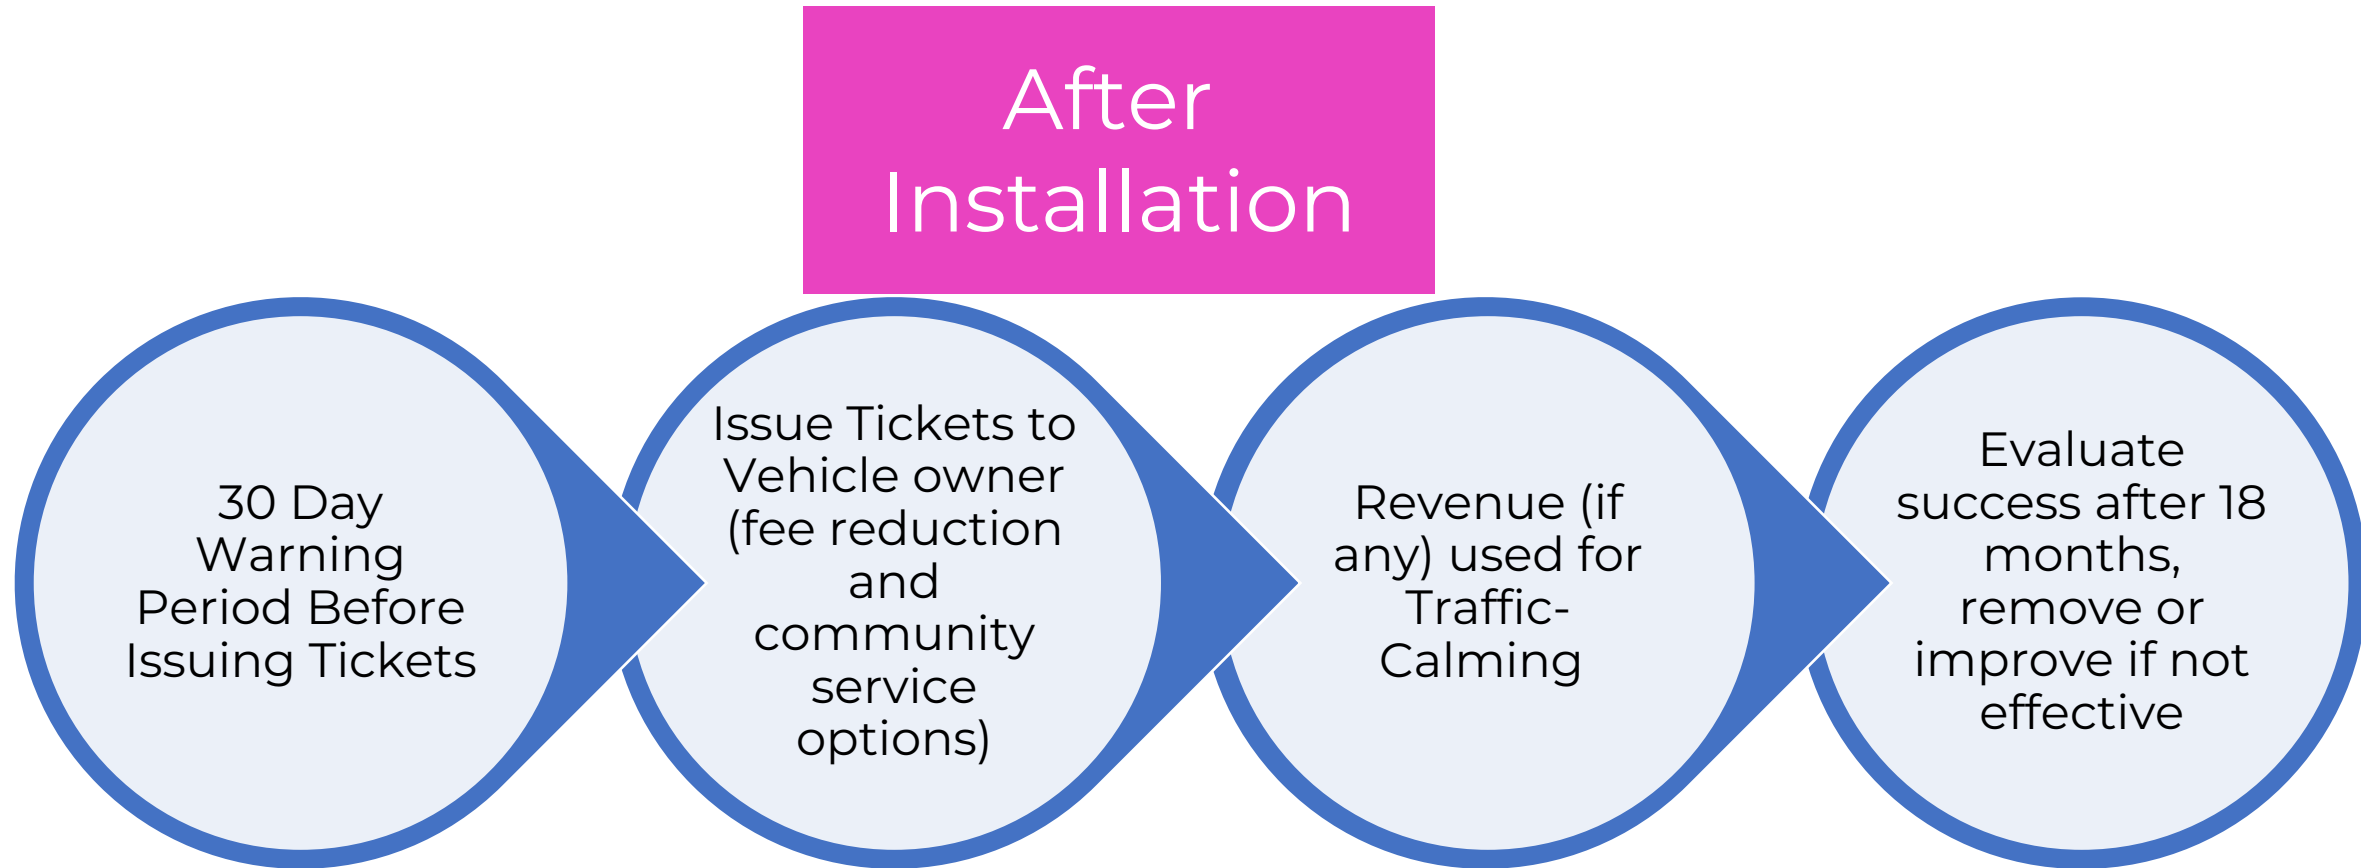 After
Installation
30 Day
Warning
Period Before
Issuing Tickets
Issue Tickets to
Vehicle owner
(fee reduction
and
community
service
options)
Revenue (if
any) used for
Traffic-
Calming
Evaluate
success after 18
months,
remove or
improve if not
effective